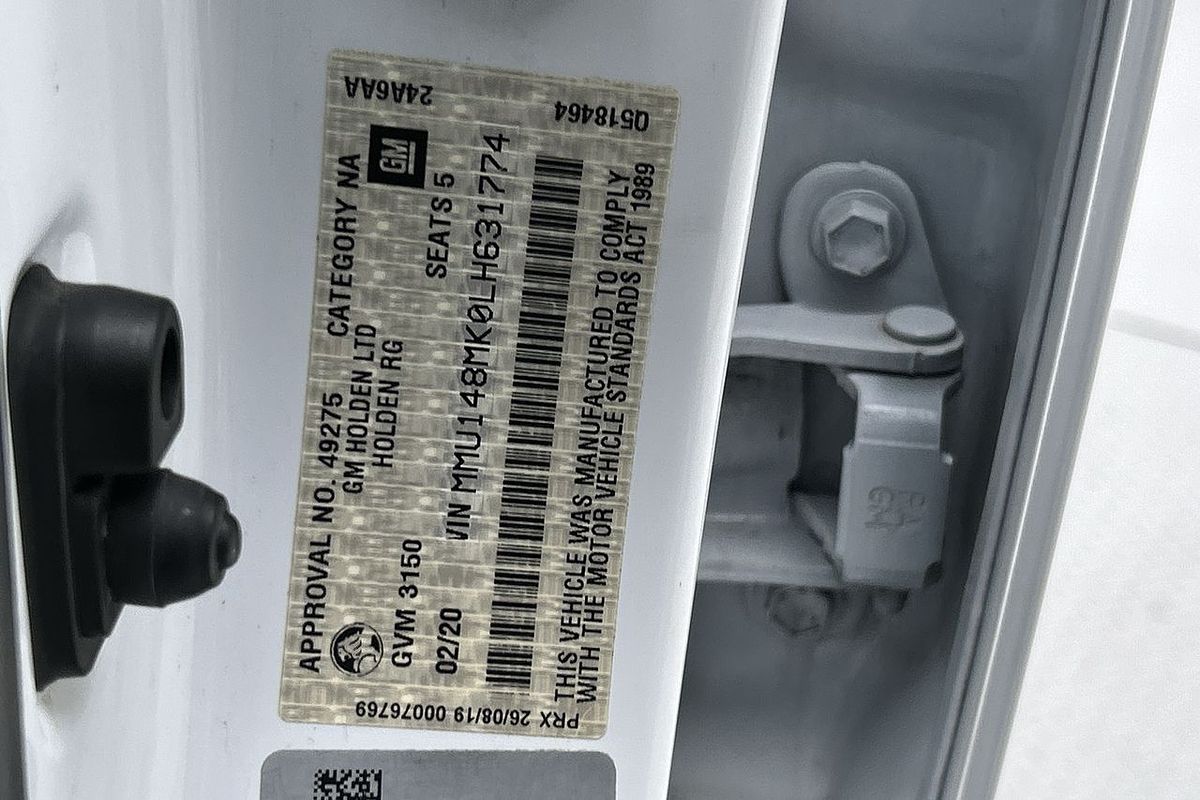 APPROVAL NO. 49275 CATEGORY NA
GM HOLDEN LTD
HOLDEN RG
GM
GVM 3150 SEATS 5
02/20 VIN MMU148MK0LH631774
THIS VEHICLE WAS MANUFACTURED TO COMPLY
WITH THE MOTOR VEHICLE STANDARDS ACT 1989
24A6AA
Q518464
PRX 26/08/19 00076769